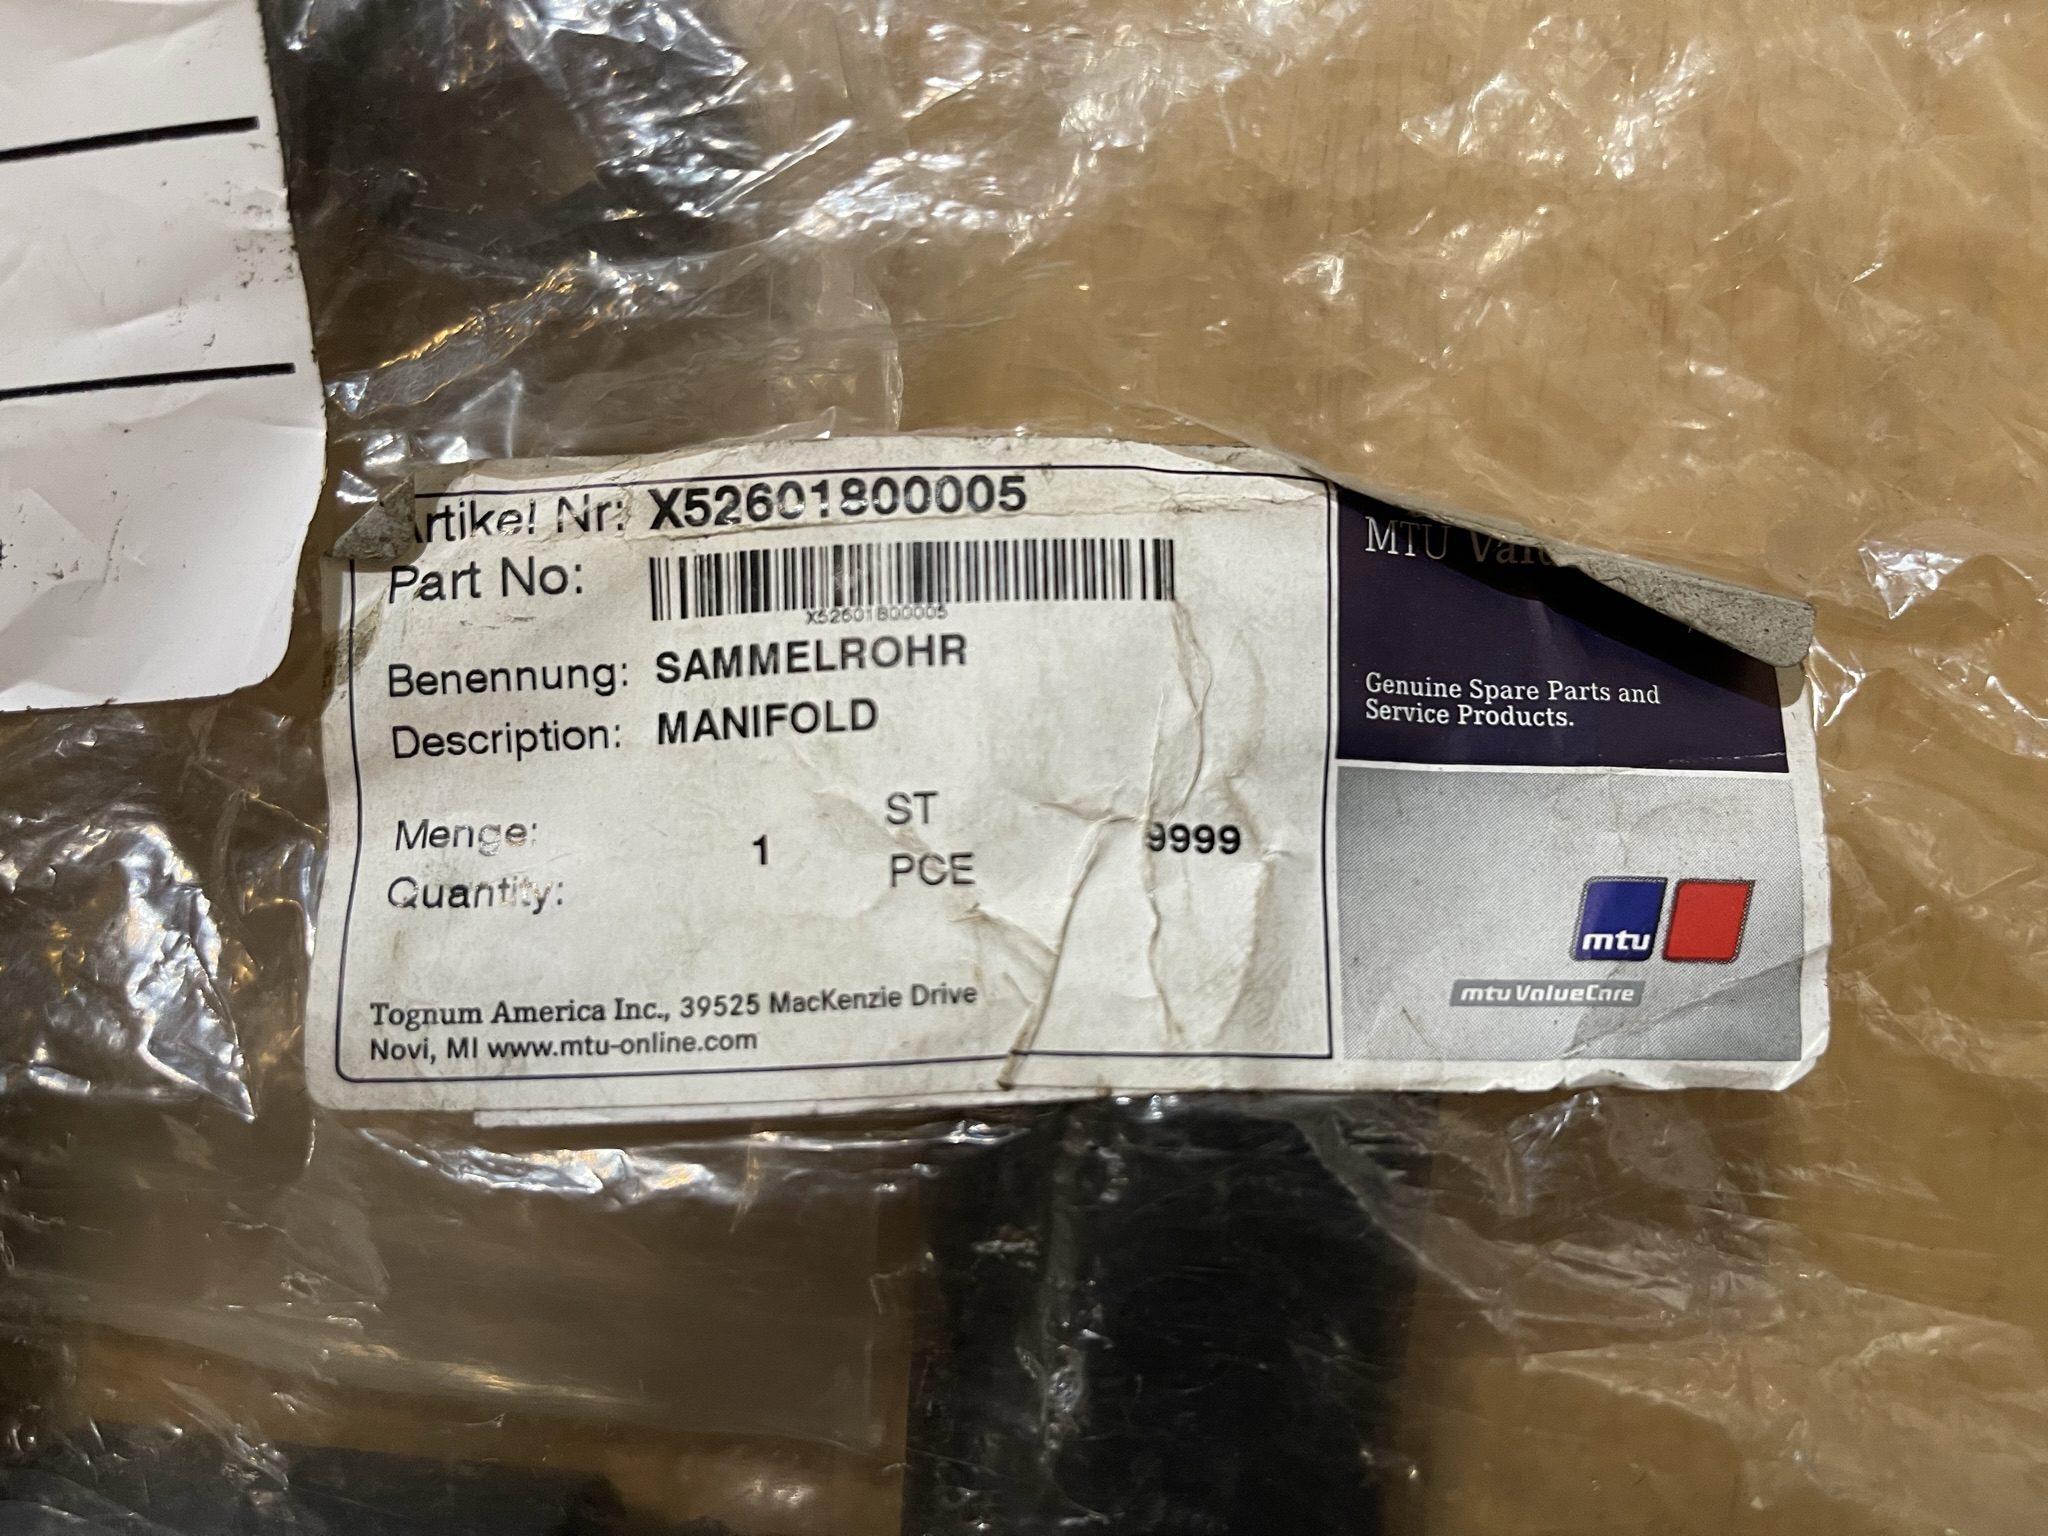 Artikel Nr: X52601800005
Part No:
X52601800005
Benennung: SAMMELROHR
Description: MANIFOLD
Menge: 1 ST 9999
Quantity: PCE
Tognum America Inc., 39525 MacKenzie Drive
Novi, MI www.mtu-online.com
MTU
Genuine Spare Parts and
Service Products.
mtu
mtu ValueCare